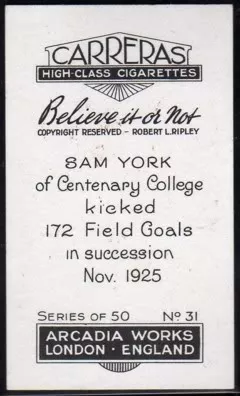 CARRERAS
HIGH-CLASS CIGARETTES
Believe it or Not
COPYRIGHT RESERVED - ROBERT L. RIPLEY
SAM YORK
of Centenary College
kicked
172 Field Goals
in succession
Nov. 1925
SERIES OF 50 No 31
ARCADIA WORKS
LONDON · ENGLAND